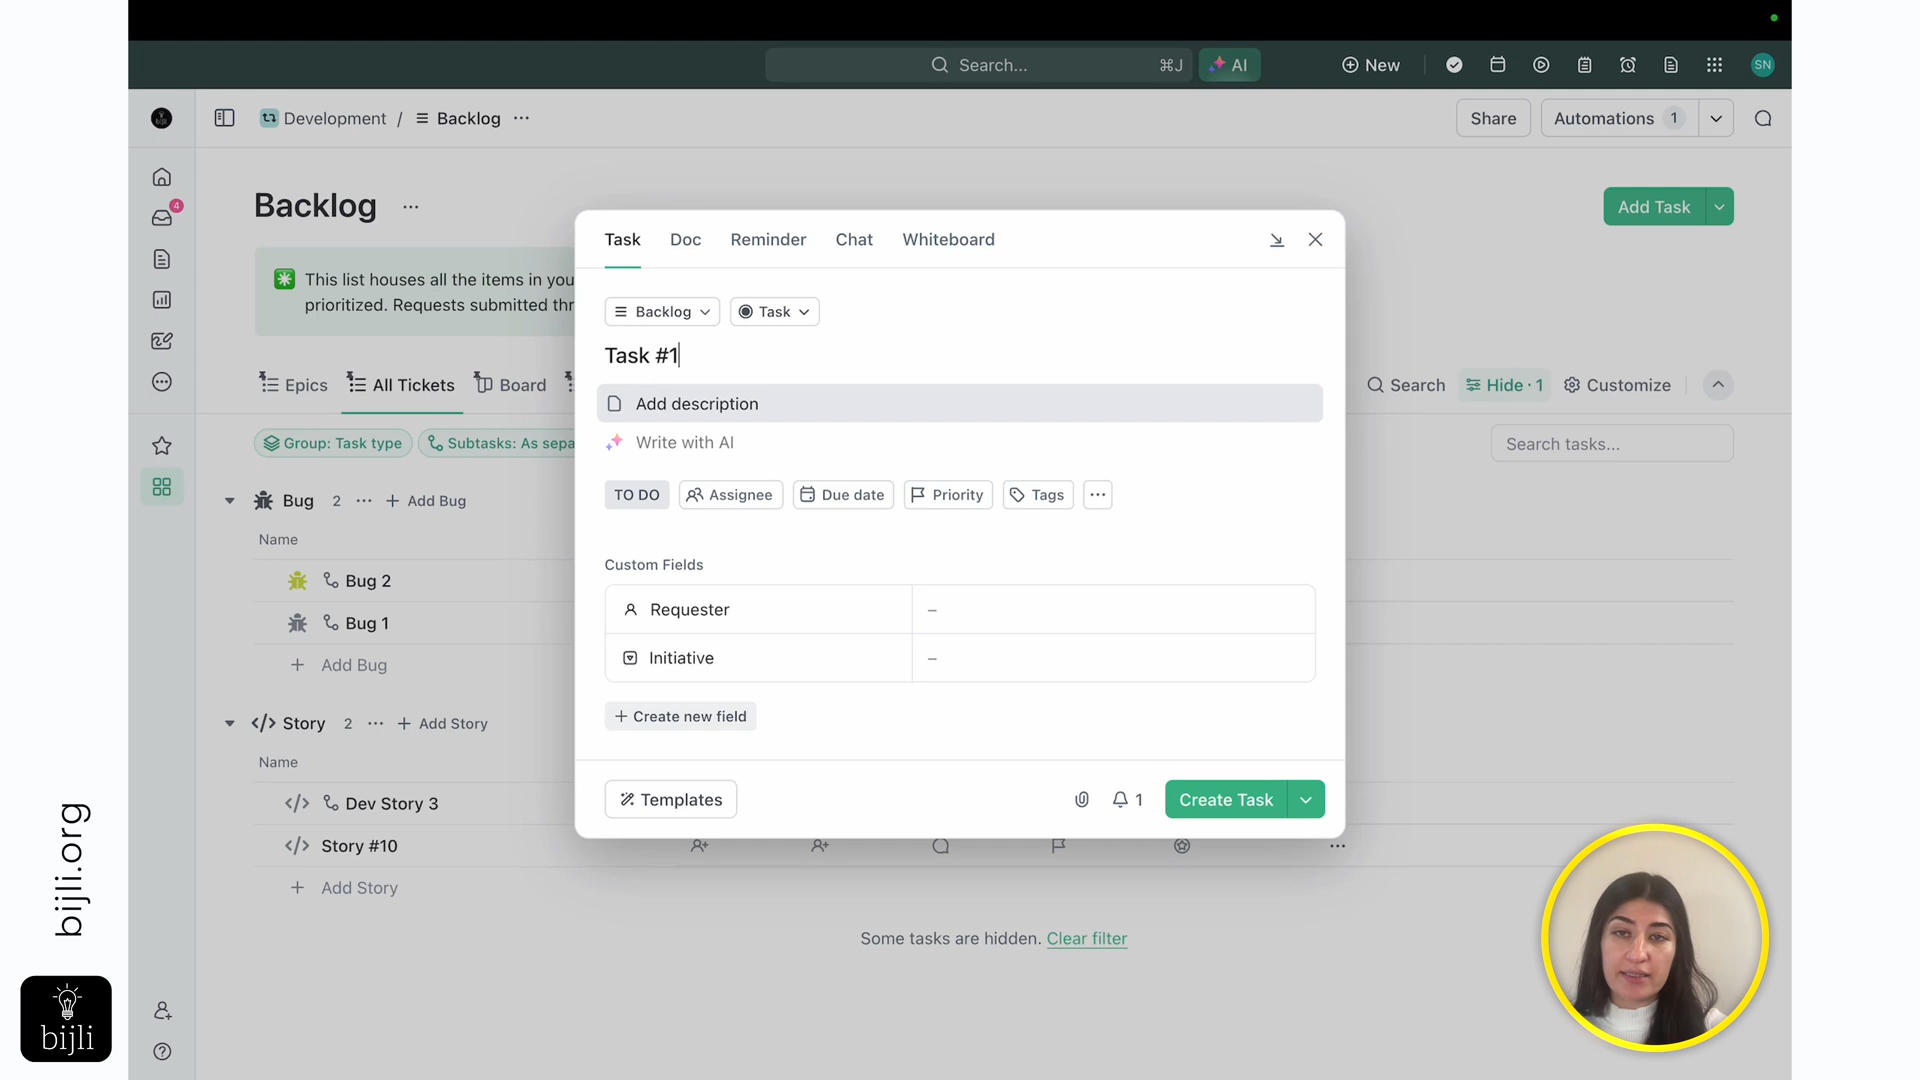 Search...
⌘J
AI
New
SN
Development / Backlog ...
Share
Automations 1
4
Backlog ...
Add Task
This list houses all the items in you
prioritized. Requests submitted thr
Epics
All Tickets
Board
Search
Hide · 1
Customize
Group: Task type
Subtasks: As sepa
Search tasks...
Bug 2 ... + Add Bug
Name
Bug 2
Bug 1
+ Add Bug
Story 2 ... + Add Story
Name
Dev Story 3
Story #10
+ Add Story
Some tasks are hidden. Clear filter
Task
Doc
Reminder
Chat
Whiteboard
Backlog
Task
Task #1
Add description
Write with AI
TO DO
Assignee
Due date
Priority
Tags
...
Custom Fields
Requester –
Initiative –
+ Create new field
Templates
1
Create Task
bijli.org
bijli